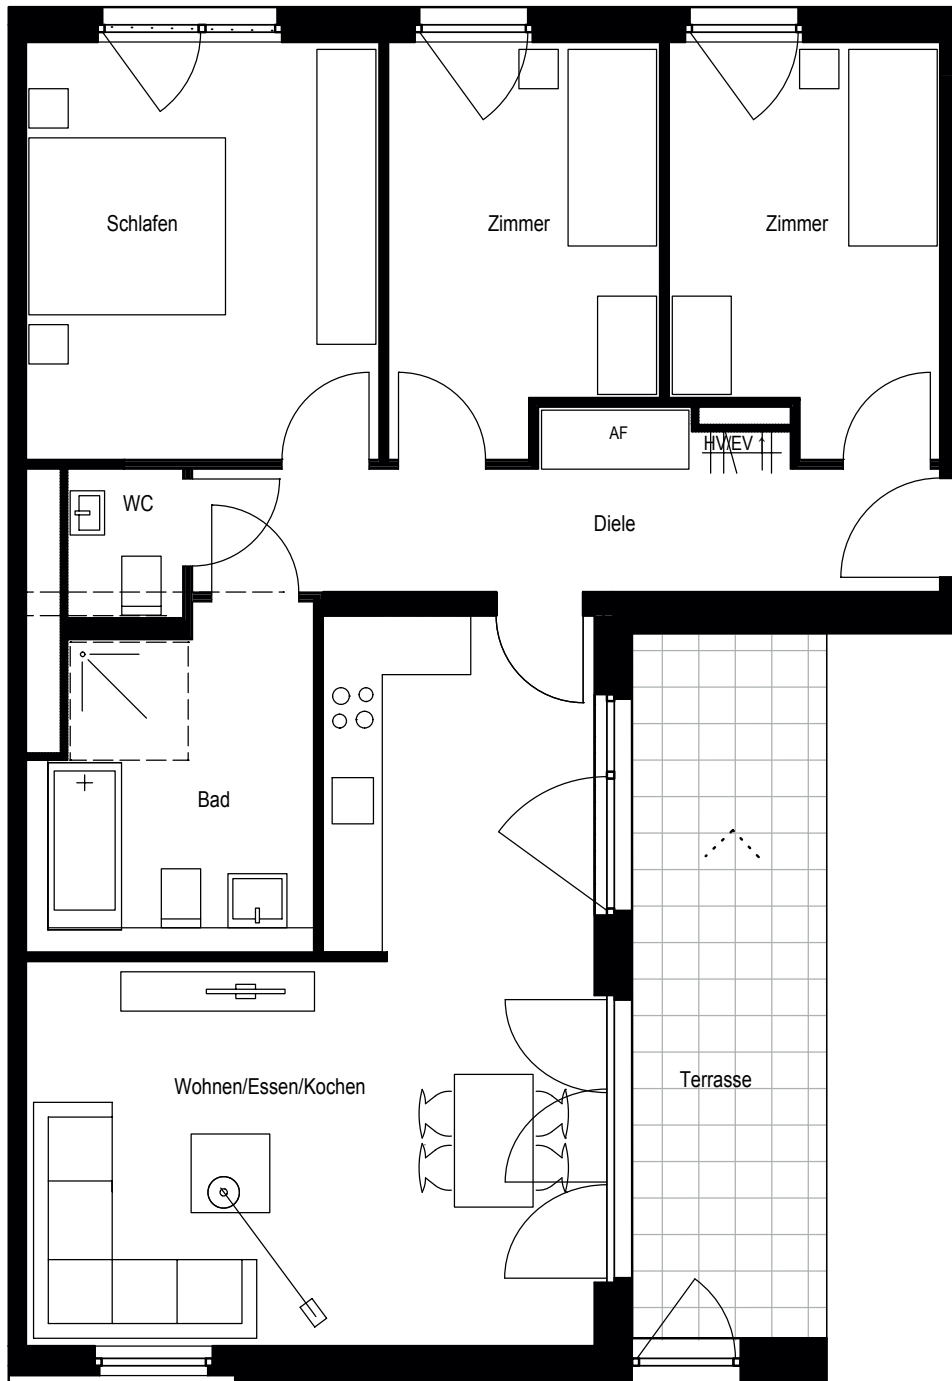 Schlafen
Zimmer
Zimmer
AF
HV/EV
WC
Diele
Bad
Terrasse
Wohnen/Essen/Kochen